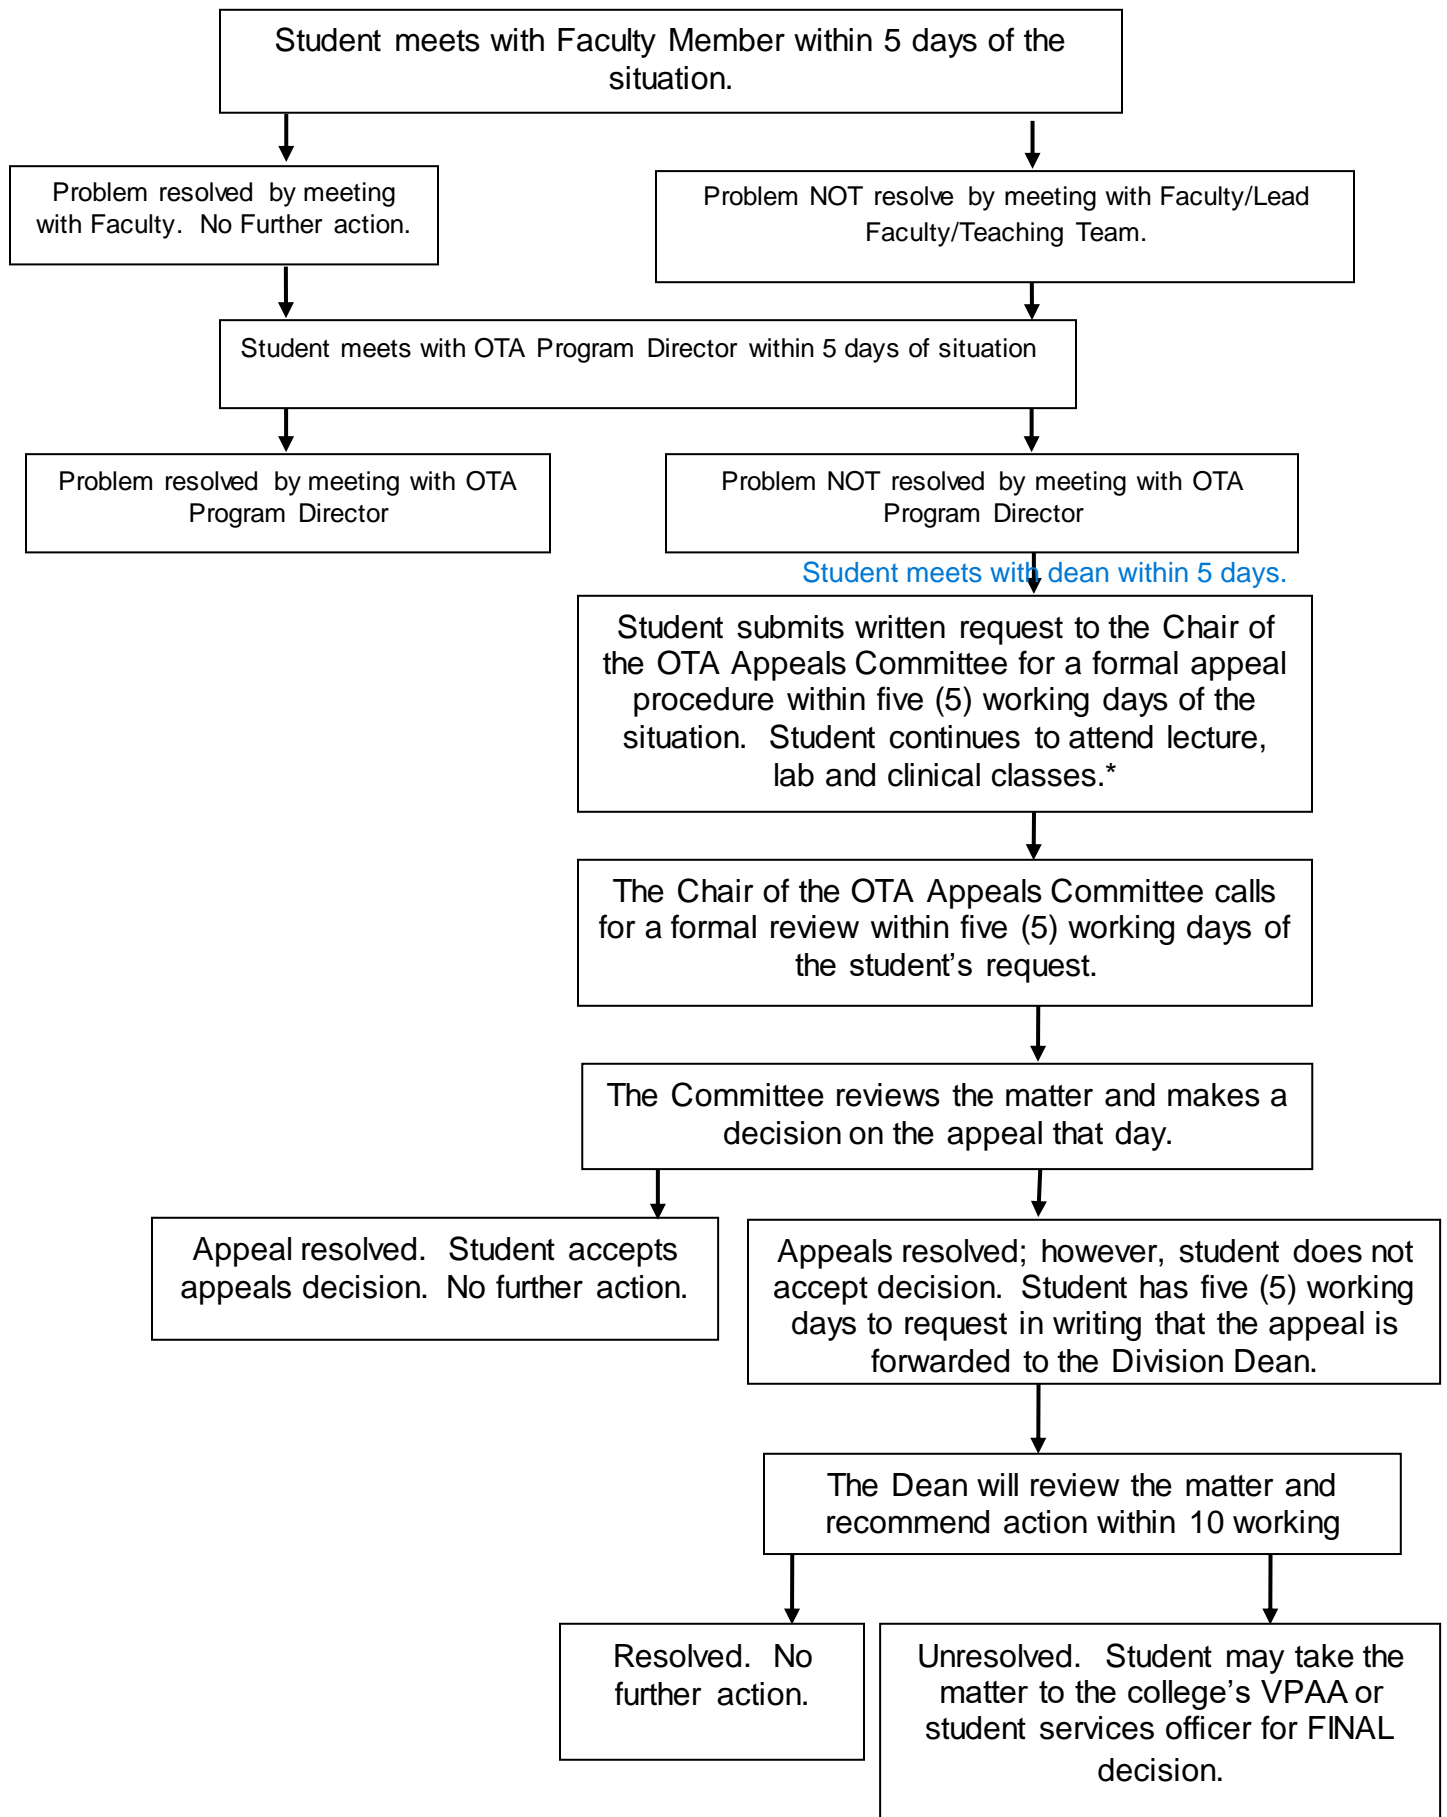 Student meets with Faculty Member within 5 days of the
situation.
Problem resolved by meeting
with Faculty. No Further action.
Problem NOT resolve by meeting with Faculty/Lead
Faculty/Teaching Team.
Student meets with OTA Program Director within 5 days of situation
Problem resolved by meeting with OTA
Program Director
Problem NOT resolved by meeting with OTA
Program Director
Student meets with dean within 5 days.
Student submits written request to the Chair of
the OTA Appeals Committee for a formal appeal
procedure within five (5) working days of the
situation. Student continues to attend lecture,
lab and clinical classes.*
The Chair of the OTA Appeals Committee calls
for a formal review within five (5) working days of
the student’s request.
The Committee reviews the matter and makes a
decision on the appeal that day.
Appeal resolved. Student accepts
appeals decision. No further action.
Appeals resolved; however, student does not
accept decision. Student has five (5) working
days to request in writing that the appeal is
forwarded to the Division Dean.
The Dean will review the matter and
recommend action within 10 working
Resolved. No
further action.
Unresolved. Student may take the
matter to the college’s VPAA or
student services officer for FINAL
decision.